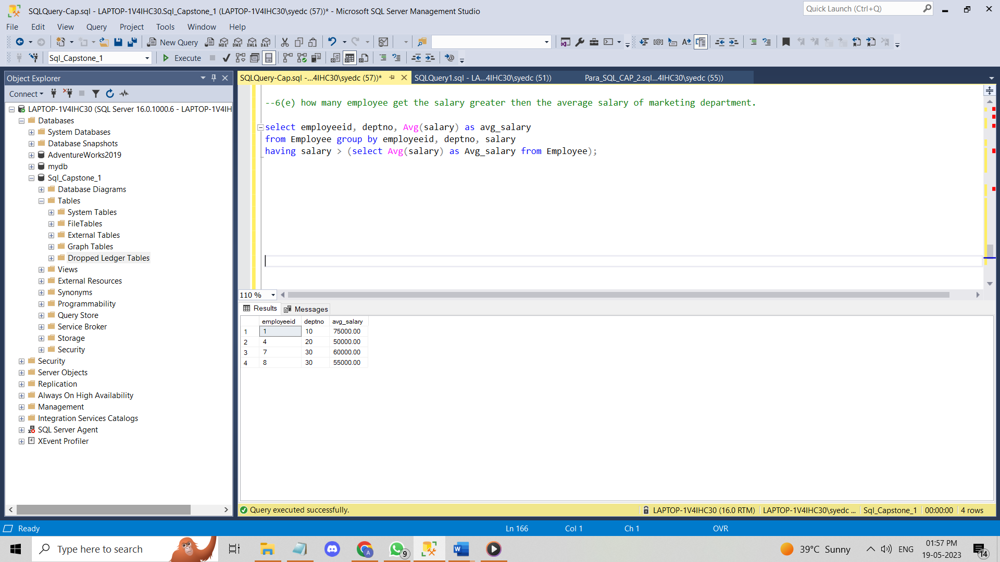 SQLQuery-Cap.sql - LAPTOP-1V4IHC30.Sql_Capstone_1 (LAPTOP-1V4IHC30\syedc (57))* - Microsoft SQL Server Management Studio
Quick Launch (Ctrl+Q)
File Edit View Query Project Tools Window Help
New Query MDX DMX XMLA DAX
Sql_Capstone_1 Execute
Object Explorer
Connect
LAPTOP-1V4IHC30 (SQL Server 16.0.1000.6 - LAPTOP-1V4IH
Databases
System Databases
Database Snapshots
AdventureWorks2019
mydb
Sql_Capstone_1
Database Diagrams
Tables
System Tables
FileTables
External Tables
Graph Tables
Dropped Ledger Tables
Views
External Resources
Synonyms
Programmability
Query Store
Service Broker
Storage
Security
Security
Server Objects
Replication
Always On High Availability
Management
Integration Services Catalogs
SQL Server Agent
XEvent Profiler
SQLQuery-Cap.sql -...4IHC30\syedc (57))* SQLQuery1.sql - LA...4IHC30\syedc (51)) Para_SQL_CAP_2.sql...4IHC30\syedc (55))
--6(e) how many employee get the salary greater then the average salary of marketing department.
select employeeid, deptno, Avg(salary) as avg_salary
from Employee group by employeeid, deptno, salary
having salary > (select Avg(salary) as Avg_salary from Employee);
110 %
Results Messages
employeeid deptno avg_salary
1 1 10 75000.00
2 4 20 50000.00
3 7 30 60000.00
4 8 30 55000.00
Query executed successfully. LAPTOP-1V4IHC30 (16.0 RTM) LAPTOP-1V4IHC30\syedc ... Sql_Capstone_1 00:00:00 4 rows
Ready Ln 166 Col 1 Ch 1 OVR
Type here to search 9 39°C Sunny ENG 01:57 PM
19-05-2023 14